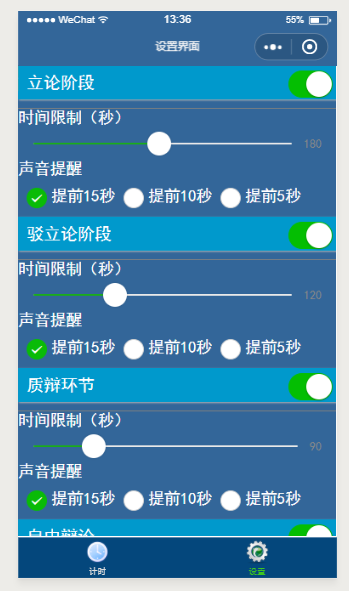 ●●●●● WeChat 13:36 55%
设置界面
立论阶段
时间限制（秒）
180
声音提醒
提前15秒 提前10秒 提前5秒
驳立论阶段
时间限制（秒）
120
声音提醒
提前15秒 提前10秒 提前5秒
质辩环节
时间限制（秒）
90
声音提醒
提前15秒 提前10秒 提前5秒
自由辩论
计时 设置